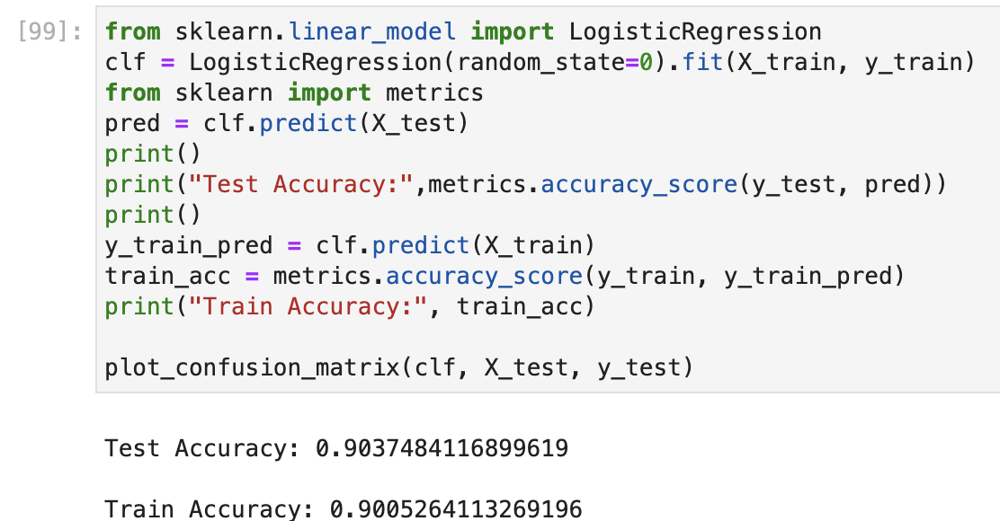 [99]:
from sklearn.linear_model import LogisticRegression
clf = LogisticRegression(random_state=0).fit(X_train, y_train)
from sklearn import metrics
pred = clf.predict(X_test)
print()
print("Test Accuracy:",metrics.accuracy_score(y_test, pred))
print()
y_train_pred = clf.predict(X_train)
train_acc = metrics.accuracy_score(y_train, y_train_pred)
print("Train Accuracy:", train_acc)
plot_confusion_matrix(clf, X_test, y_test)
Test Accuracy: 0.9037484116899619
Train Accuracy: 0.9005264113269196